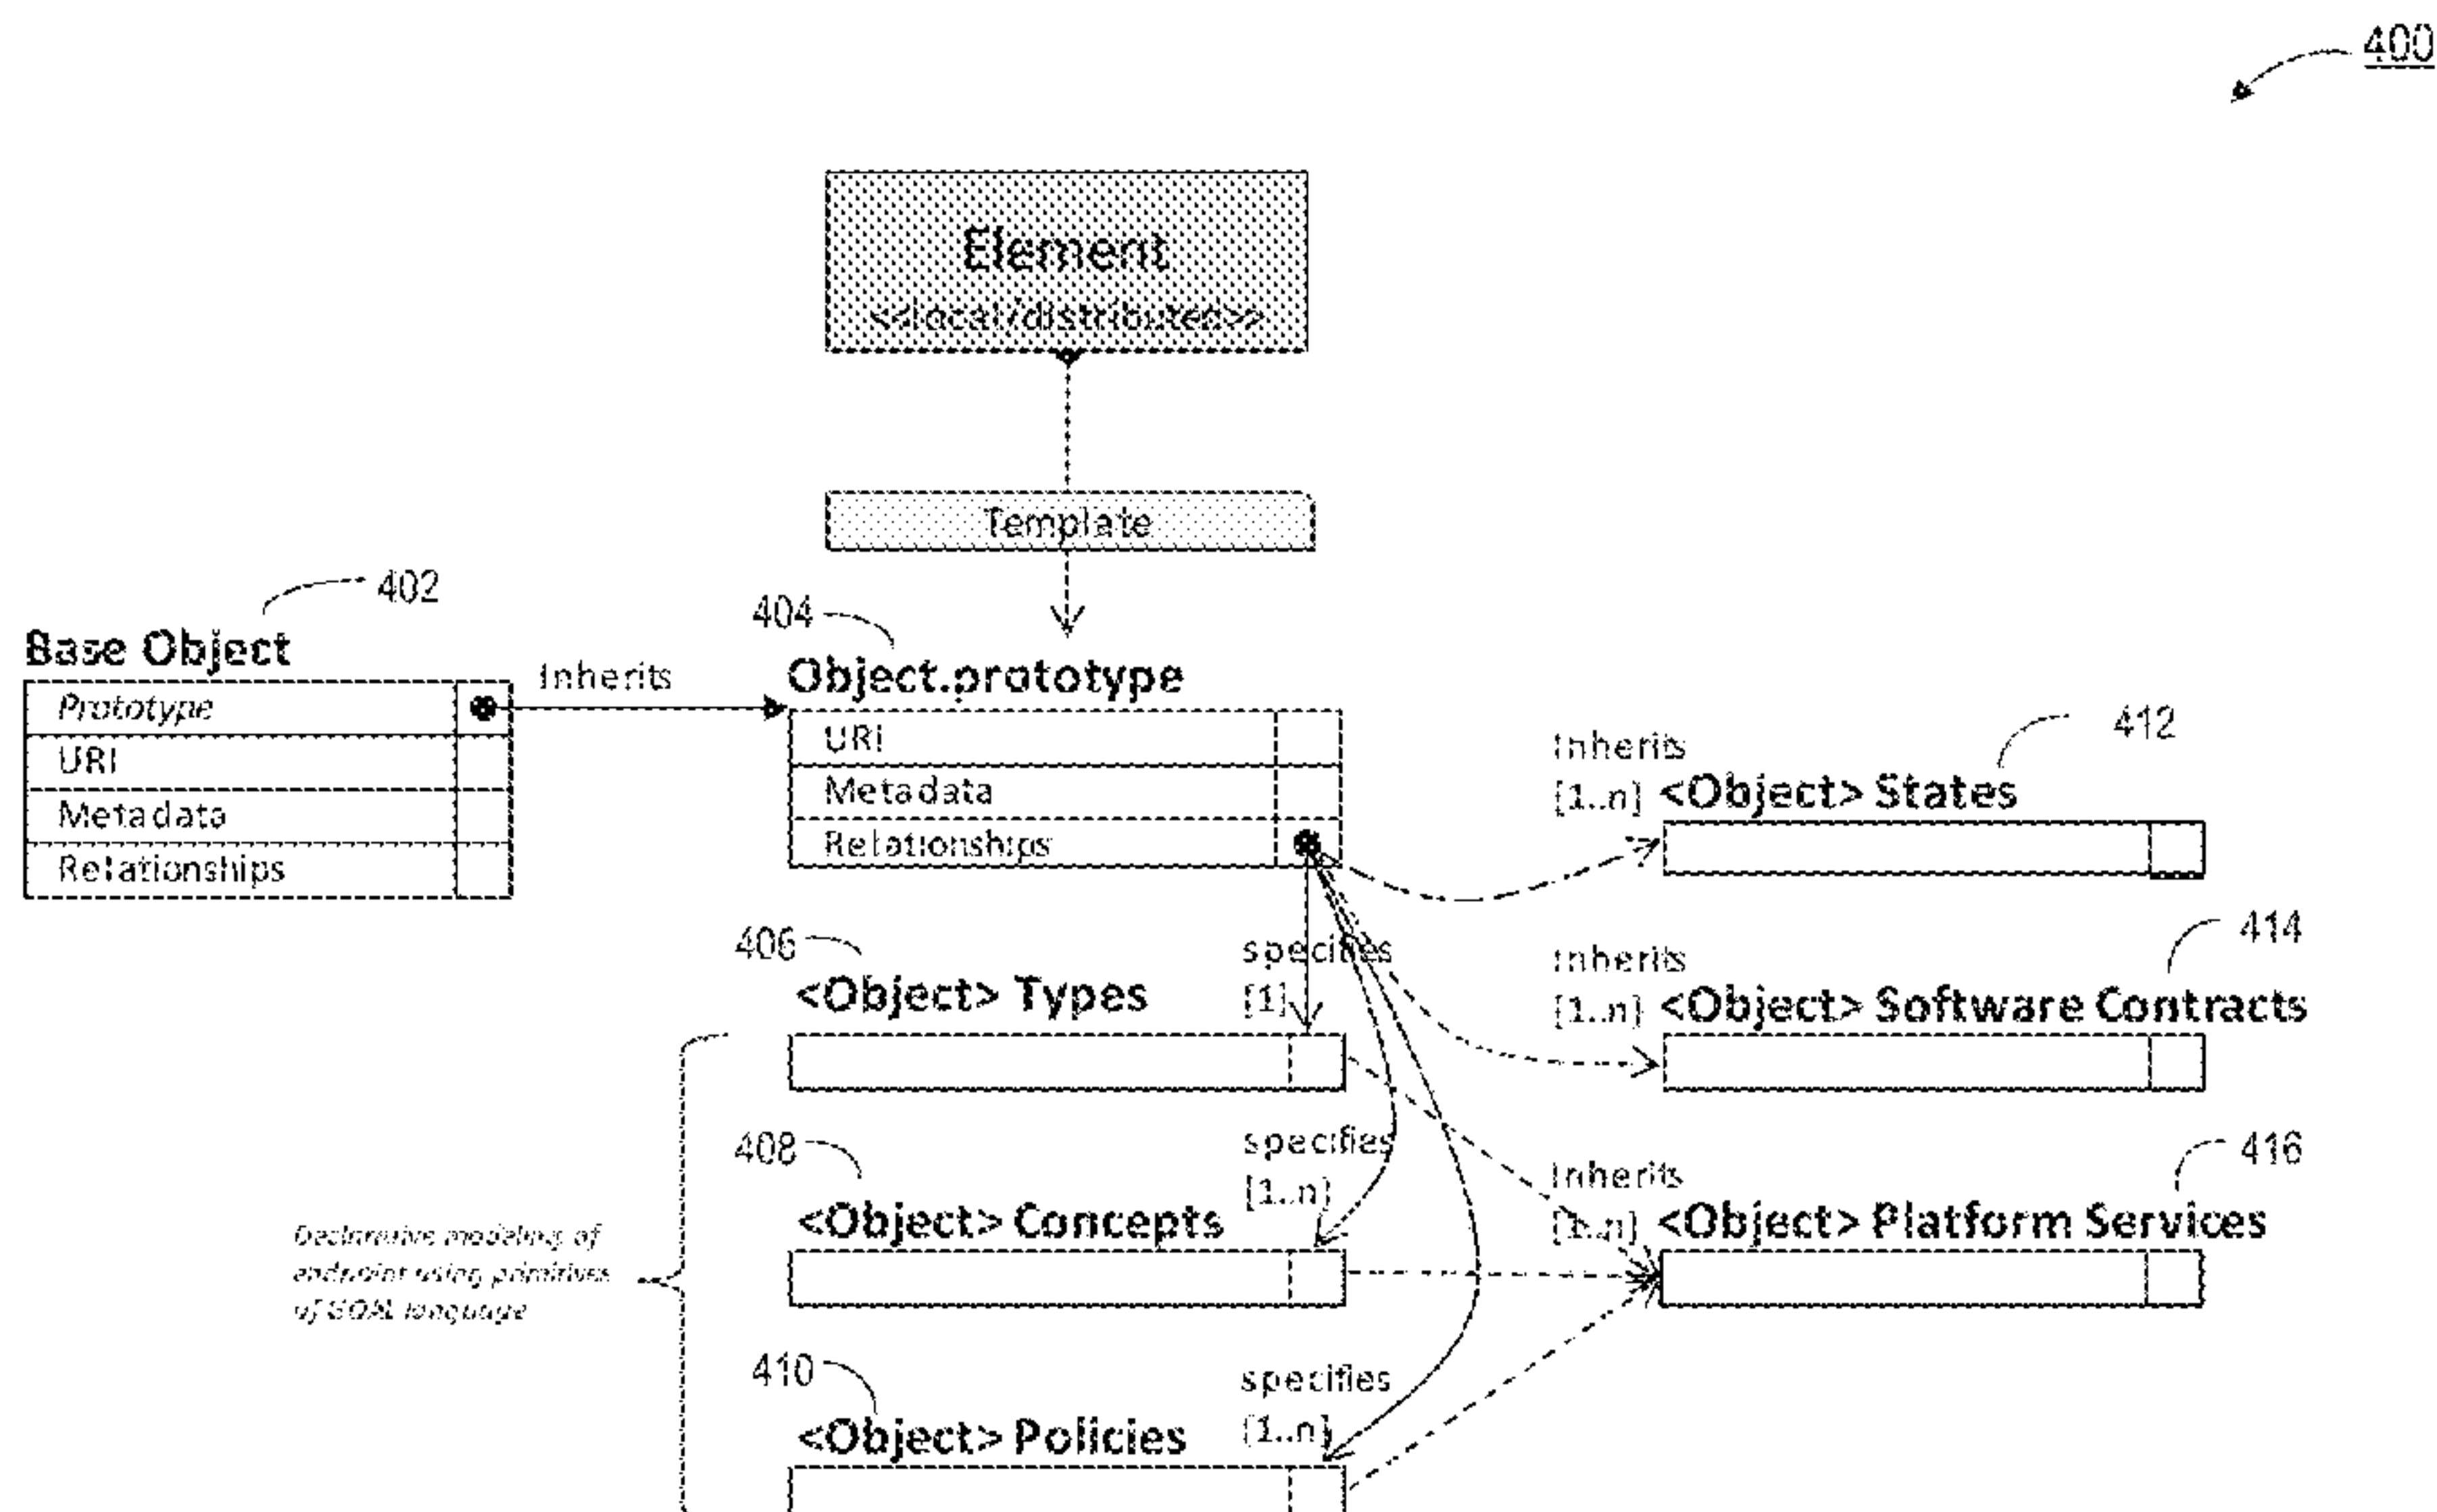 400
Element
<<local/distributed>>
Template
402
404
Base Object
Inherits
Object.prototype
Prototype
URI
Metadata
Relationships
URI
Metadata
Relationships
412
Inherits
[1..n] <Object> States
406
specifies
<Object> Types [1]
414
Inherits
[1..n] <Object> Software Contracts
408
specifies
[1..n]
<Object> Concepts
416
Inherits
[1..n] <Object> Platform Services
Declarative modeling of
endpoint using primitives
of language
410
specifies
<Object> Policies [1..n]